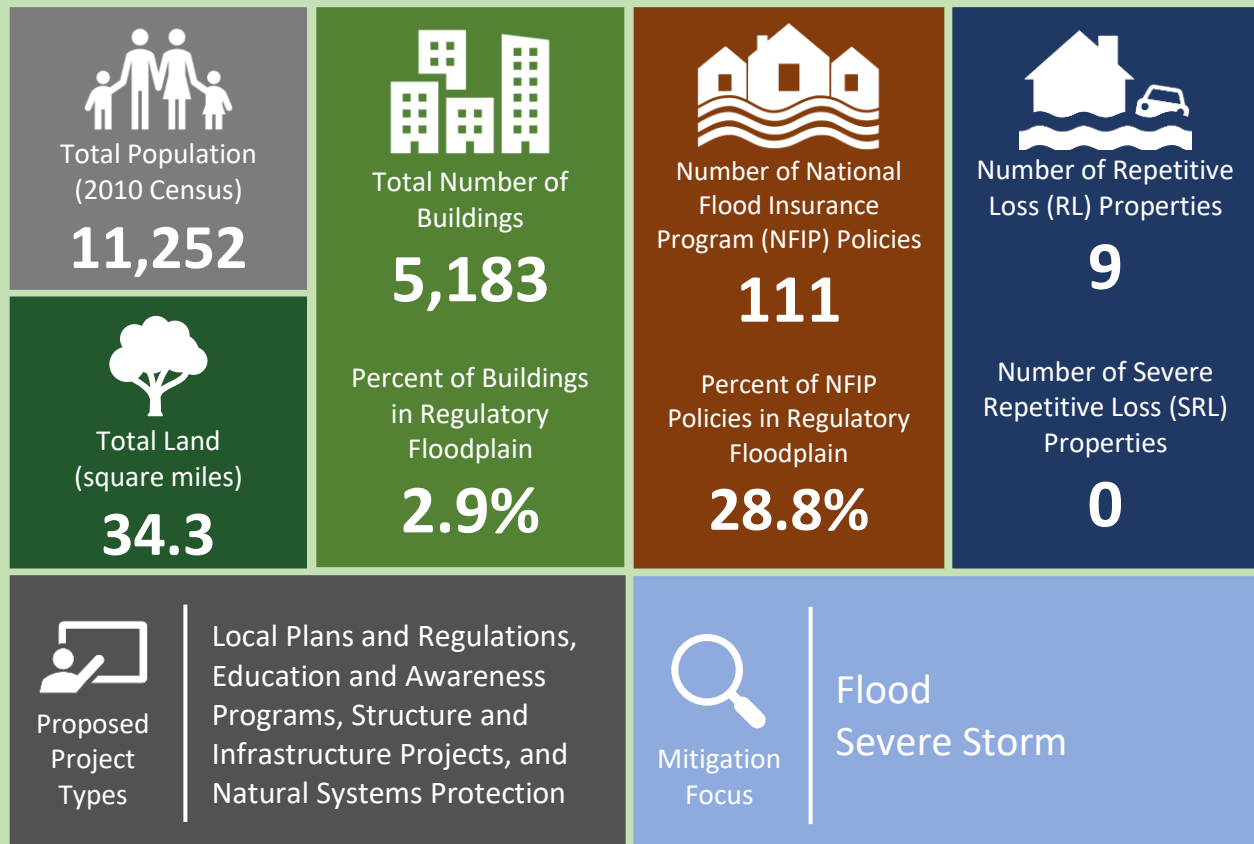 Total Population
(2010 Census)
11,252
Total Land
(square miles)
34.3
Total Number of
Buildings
5,183
Percent of Buildings
in Regulatory
Floodplain
2.9%
Number of National
Flood Insurance
Program (NFIP) Policies
111
Percent of NFIP
Policies in Regulatory
Floodplain
28.8%
Number of Repetitive
Loss (RL) Properties
9
Number of Severe
Repetitive Loss (SRL)
Properties
0
Proposed
Project
Types
Local Plans and Regulations,
Education and Awareness
Programs, Structure and
Infrastructure Projects, and
Natural Systems Protection
Mitigation
Focus
Flood
Severe Storm